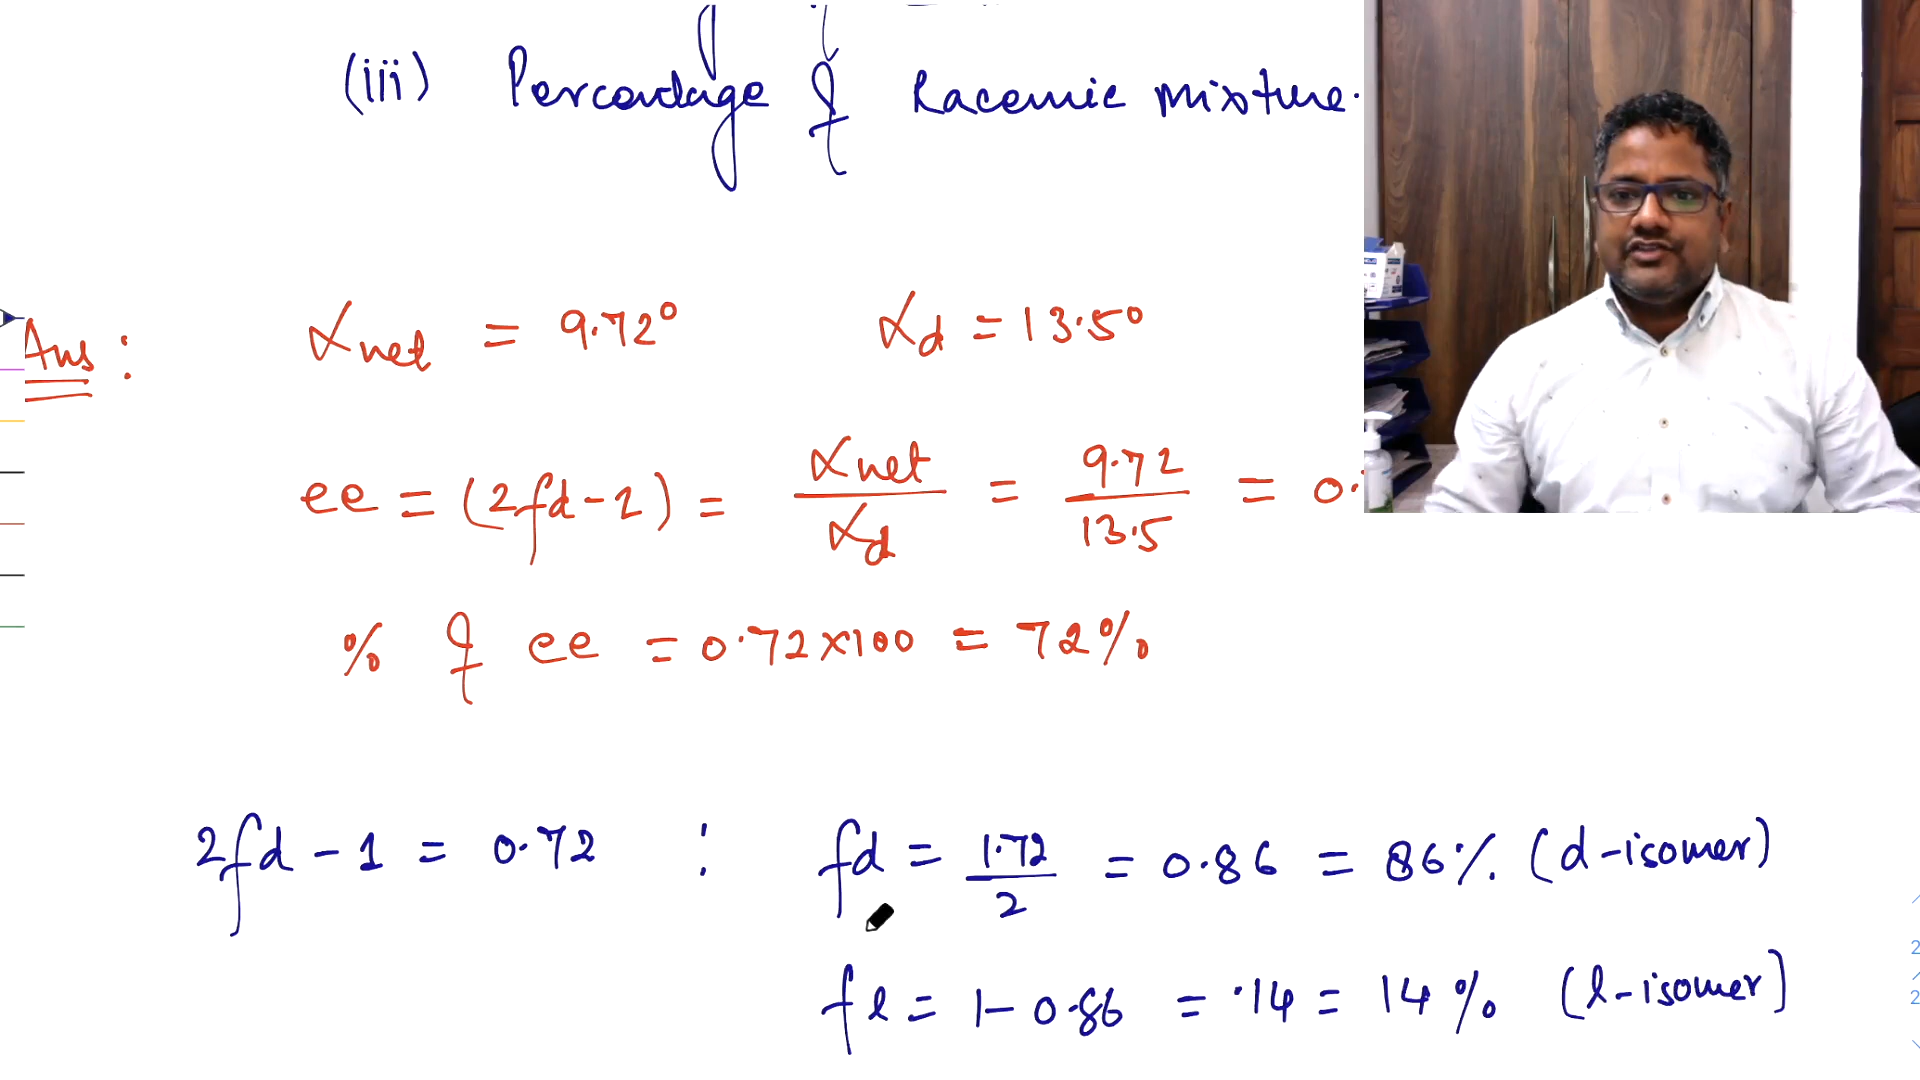 (iii) Percentage of Racemic mixture.
Ans : αnet = 9.72° αd = 13.5°
ee = (2fd-1) = αnet/αd = 9.72/13.5 = 0.
% of ee = 0.72×100 = 72%
2fd - 1 = 0.72 : fd = 1.72/2 = 0.86 = 86%. (d-isomer)
fl = 1 - 0.86 = .14 = 14% (l-isomer)